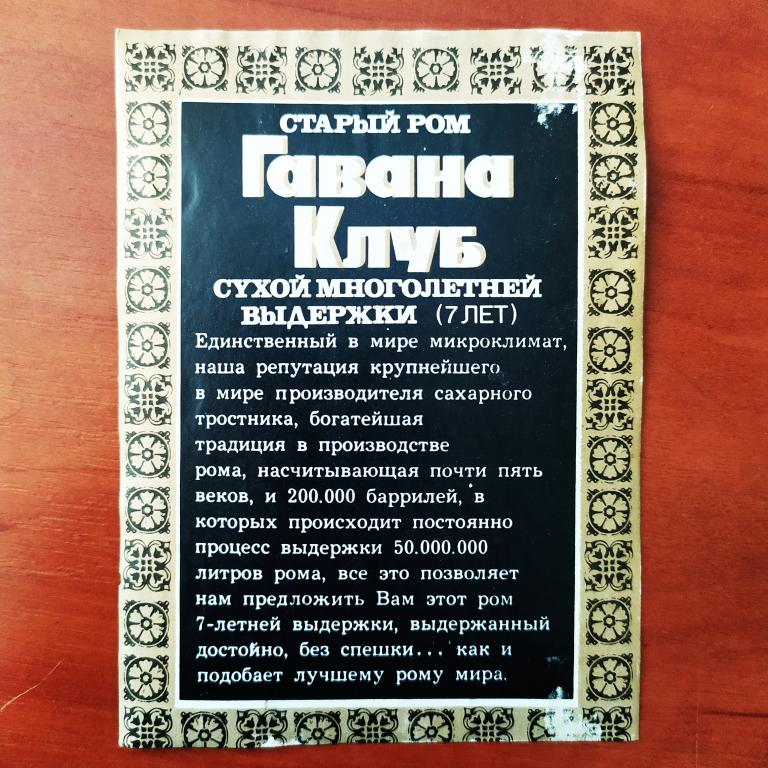 СТАРЫЙ РОМ
Гавана
Клуб
СУХОЙ МНОГОЛЕТНЕЙ
ВЫДЕРЖКИ (7 ЛЕТ)
Единственный в мире микроклимат,
наша репутация крупнейшего
в мире производителя сахарного
тростника, богатейшая
традиция в производстве
рома, насчитывающая почти пять
веков, и 200.000 баррилей, в
которых происходит постоянно
процесс выдержки 50.000.000
литров рома, все это позволяет
нам предложить Вам этот ром
7-летней выдержки, выдержанный
достойно, без спешки... как и
подобает лучшему рому мира.